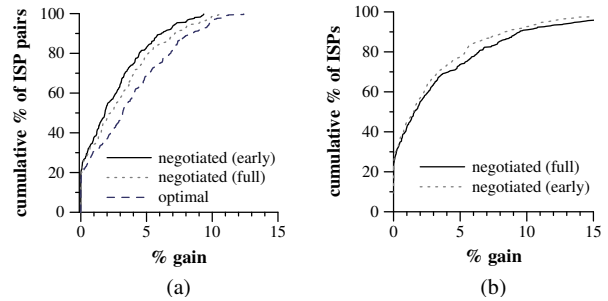 cumulative % of ISP pairs
100
80
60
40
20
0
negotiated (early)
negotiated (full)
optimal
0
5
10
15
% gain
(a)
cumulative % of ISPs
100
80
60
40
20
0
negotiated (full)
negotiated (early)
0
5
10
15
% gain
(b)